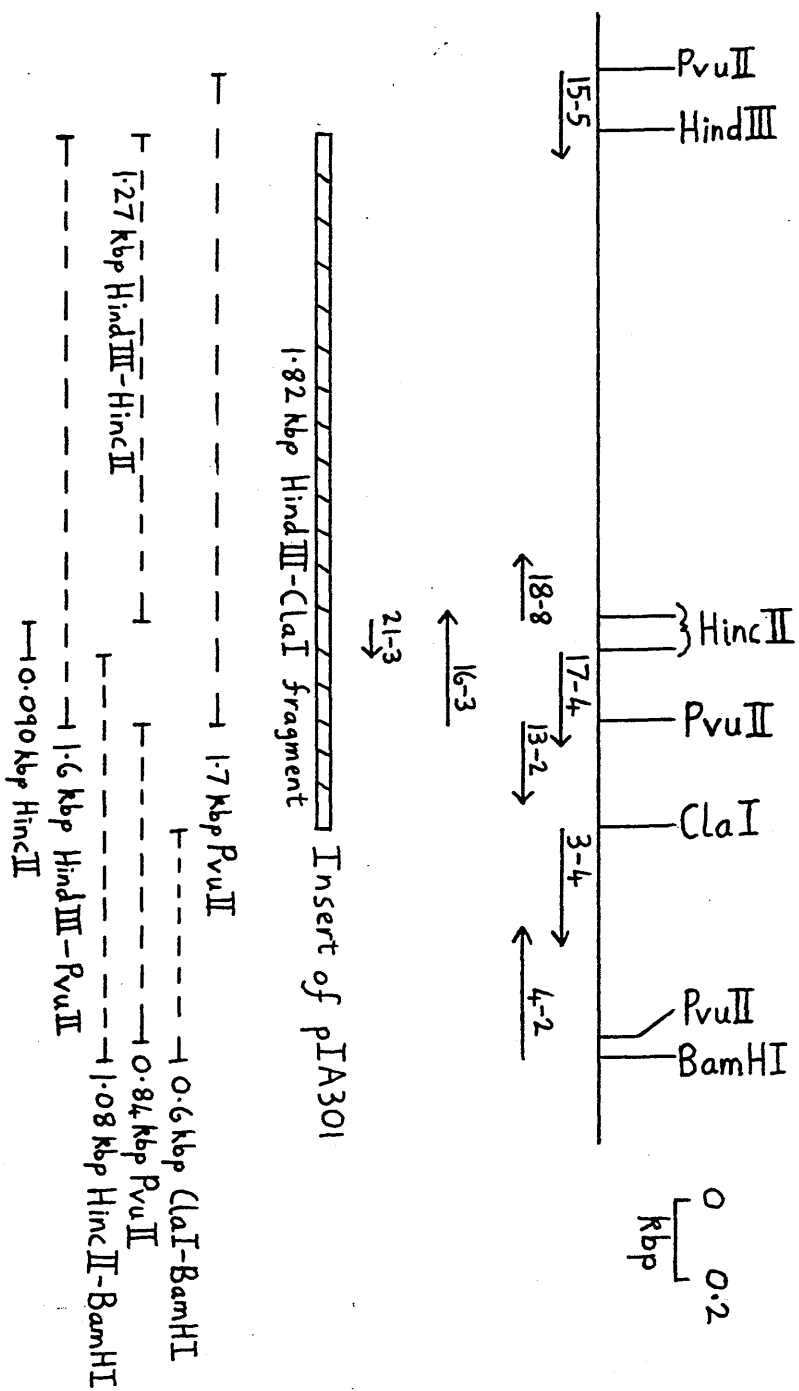 PvuII
HindIII
HincII
PvuII
ClaI
PvuII
BamHI
0 0.2
kbp
15-5
17-4
3-4
18-8
13-2
4-2
16-3
21-3
Insert of pIA301
1.82 kbp HindIII-ClaI fragment
1.7 kbp PvuII
0.6 kbp ClaI-BamHI
0.84 kbp PvuII
1.27 kbp HindIII-HincII
1.08 kbp HincII-BamHI
1.6 kbp HindIII-PvuII
0.090 kbp HincII